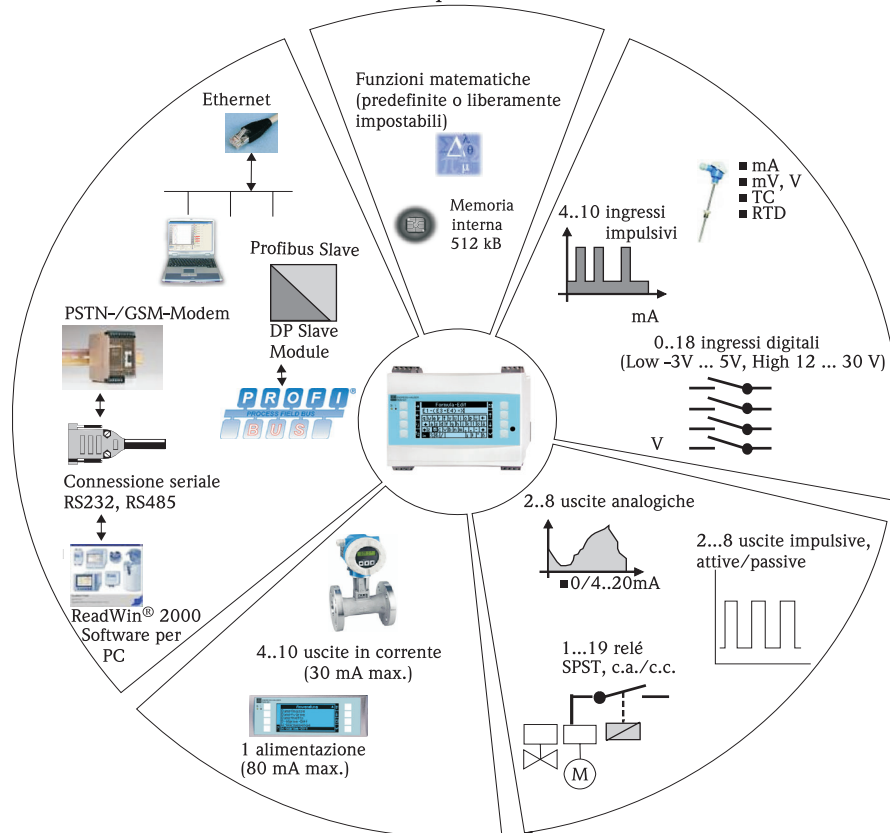 Funzioni matematiche
(predefinite o liberamente
impostabili)
Memoria
interna
512 kB
Ethernet
Profibus Slave
DP Slave
Module
PROFI®
PROCESS FIELD BUS
BUS
PSTN-/GSM-Modem
Connessione seriale
RS232, RS485
ReadWin® 2000
Software per
PC
■ mA
■ mV, V
■ TC
■ RTD
4..10 ingressi
impulsivi
mA
0..18 ingressi digitali
(Low -3V ... 5V, High 12 ... 30 V)
V
Formula-Edit
2...8 uscite analogiche
■ 0/4..20mA
2...8 uscite impulsive,
attive/passive
1...19 relé
SPST, c.a./c.c.
M
4..10 uscite in corrente
(30 mA max.)
1 alimentazione
(80 mA max.)